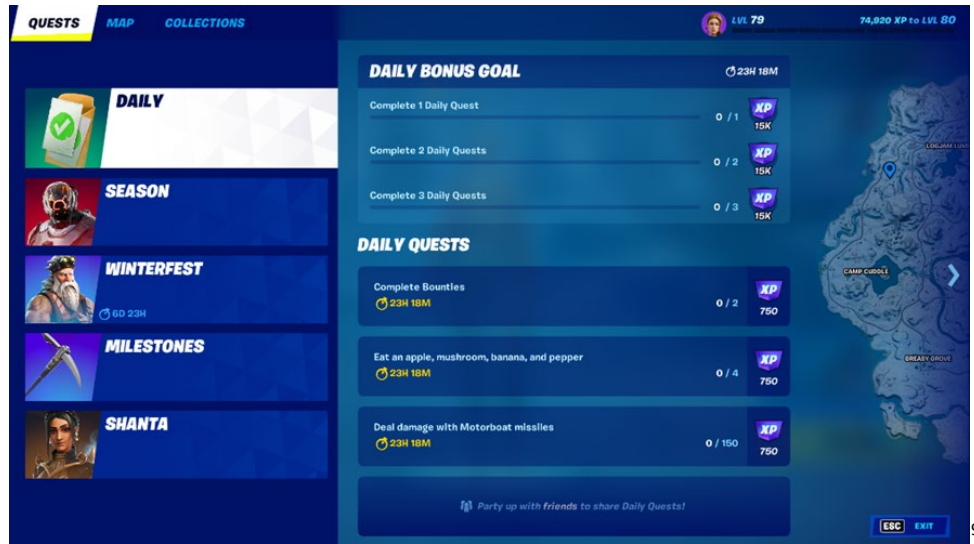 QUESTS MAP COLLECTIONS
LVL 79
74,920 XP to LVL 80
DAILY
SEASON
WINTERFEST
6D 23H
MILESTONES
SHANTA
DAILY BONUS GOAL
23H 18M
Complete 1 Daily Quest
0 / 1
XP
15K
Complete 2 Daily Quests
0 / 2
XP
15K
Complete 3 Daily Quests
0 / 3
XP
15K
DAILY QUESTS
Complete Bounties
23H 18M
0 / 2
XP
750
Eat an apple, mushroom, banana, and pepper
23H 18M
0 / 4
XP
750
Deal damage with Motorboat missiles
23H 18M
0 / 150
XP
750
Party up with friends to share Daily Quests!
CAMP CUDDLE
ESC EXIT